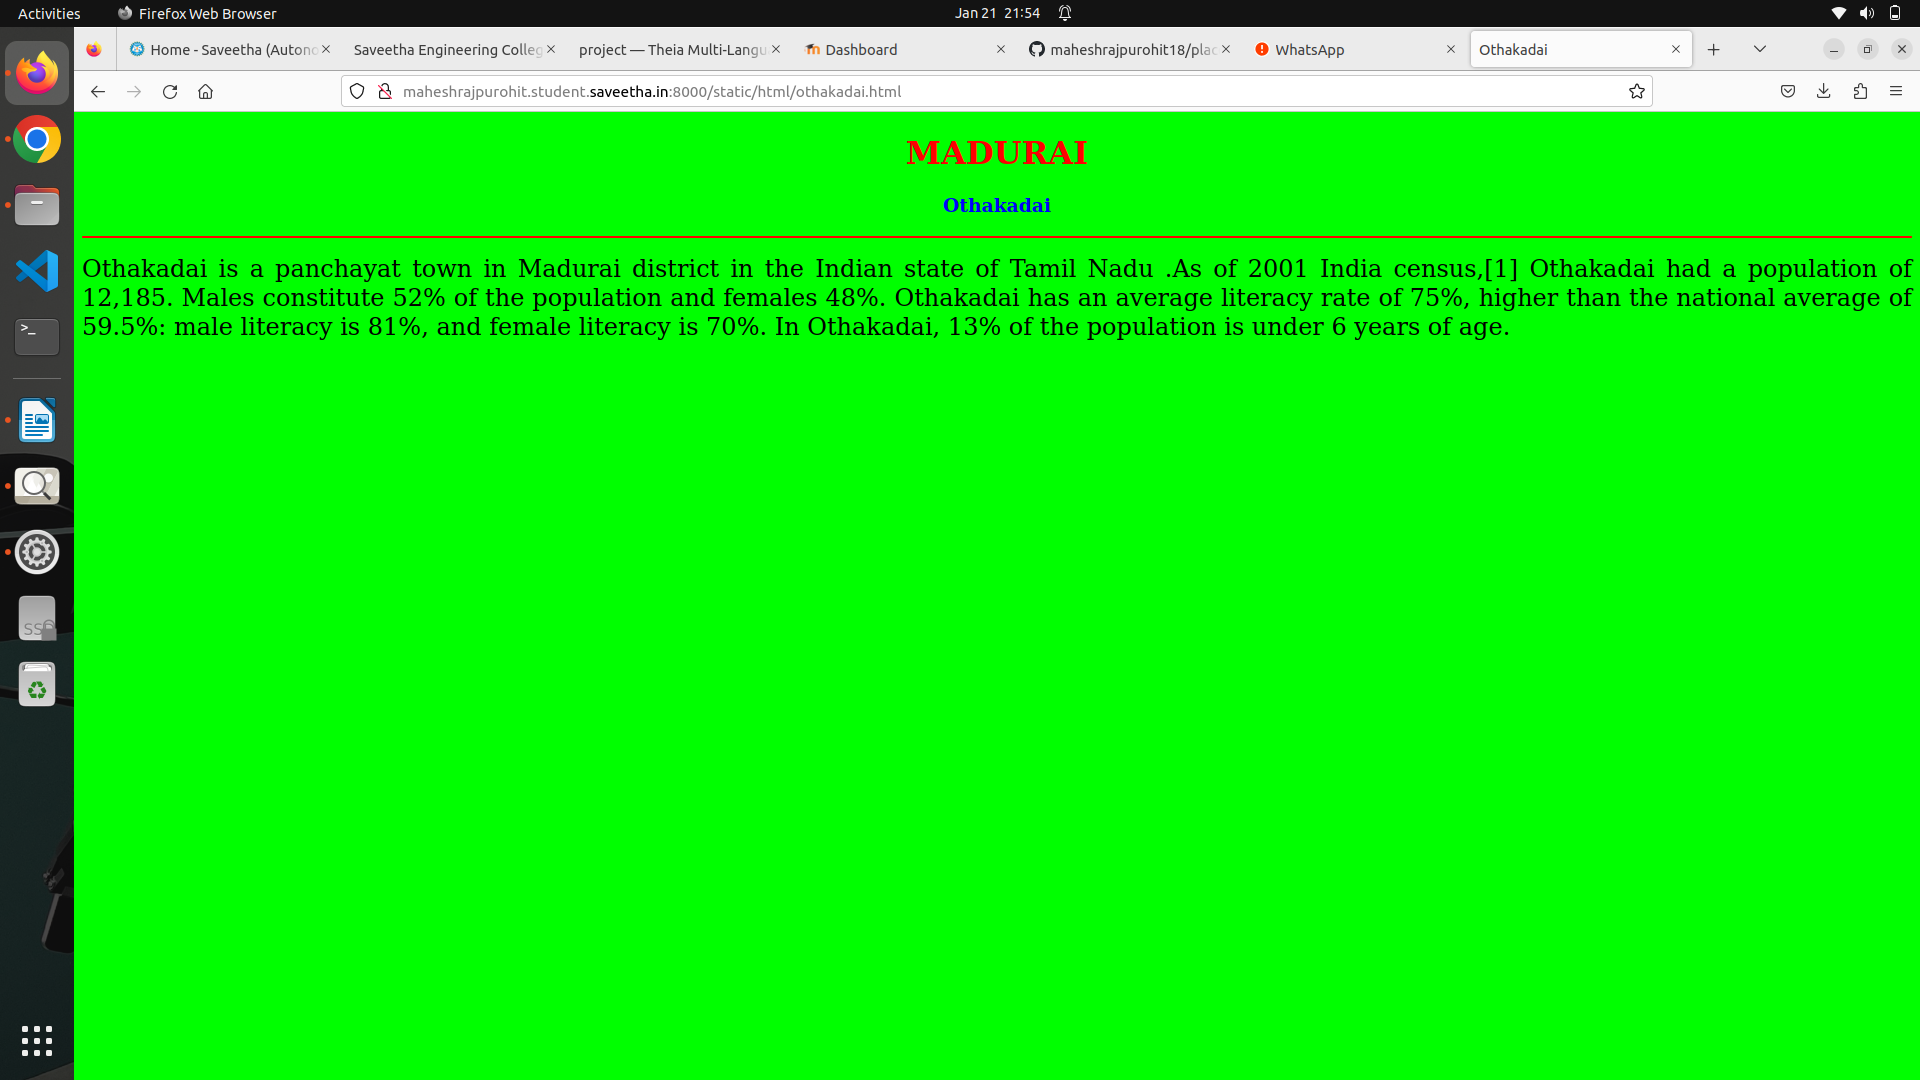 Activities Firefox Web Browser Jan 21 21:54
Home - Saveetha (Autono Saveetha Engineering Colleg project — Theia Multi-Langu Dashboard maheshrajpurohit18/plac WhatsApp Othakadai
maheshrajpurohit.student.saveetha.in:8000/static/html/othakadai.html
MADURAI
Othakadai
Othakadai is a panchayat town in Madurai district in the Indian state of Tamil Nadu .As of 2001 India census,[1] Othakadai had a population of
12,185. Males constitute 52% of the population and females 48%. Othakadai has an average literacy rate of 75%, higher than the national average of
59.5%: male literacy is 81%, and female literacy is 70%. In Othakadai, 13% of the population is under 6 years of age.
>_